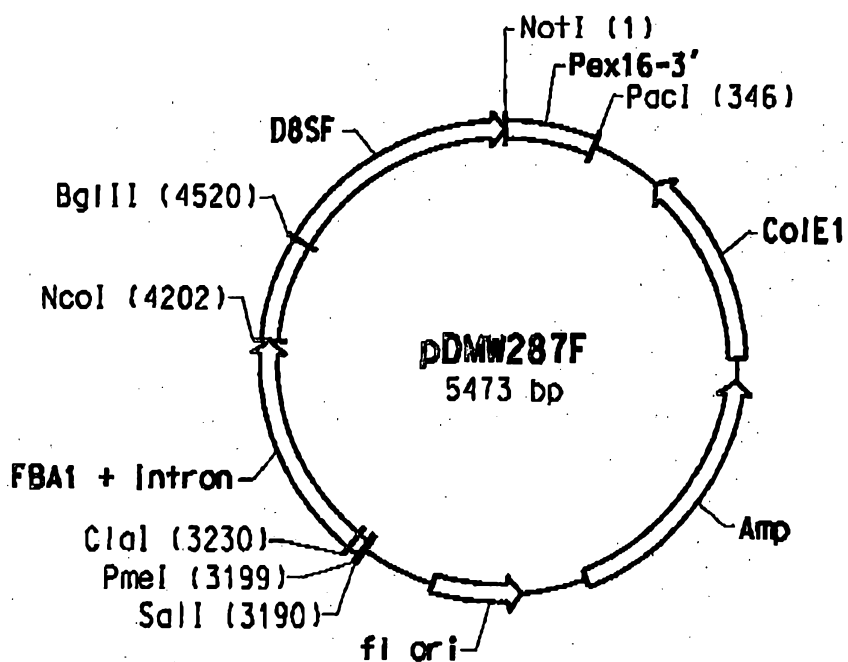 NotI (1)
Pex16-3'
PacI (346)
D8SF
BglII (4520)
ColE1
NcoI (4202)
pDMW287F
5473 bp
FBA1 + Intron
Amp
ClaI (3230)
PmeI (3199)
SalI (3190)
f1 ori